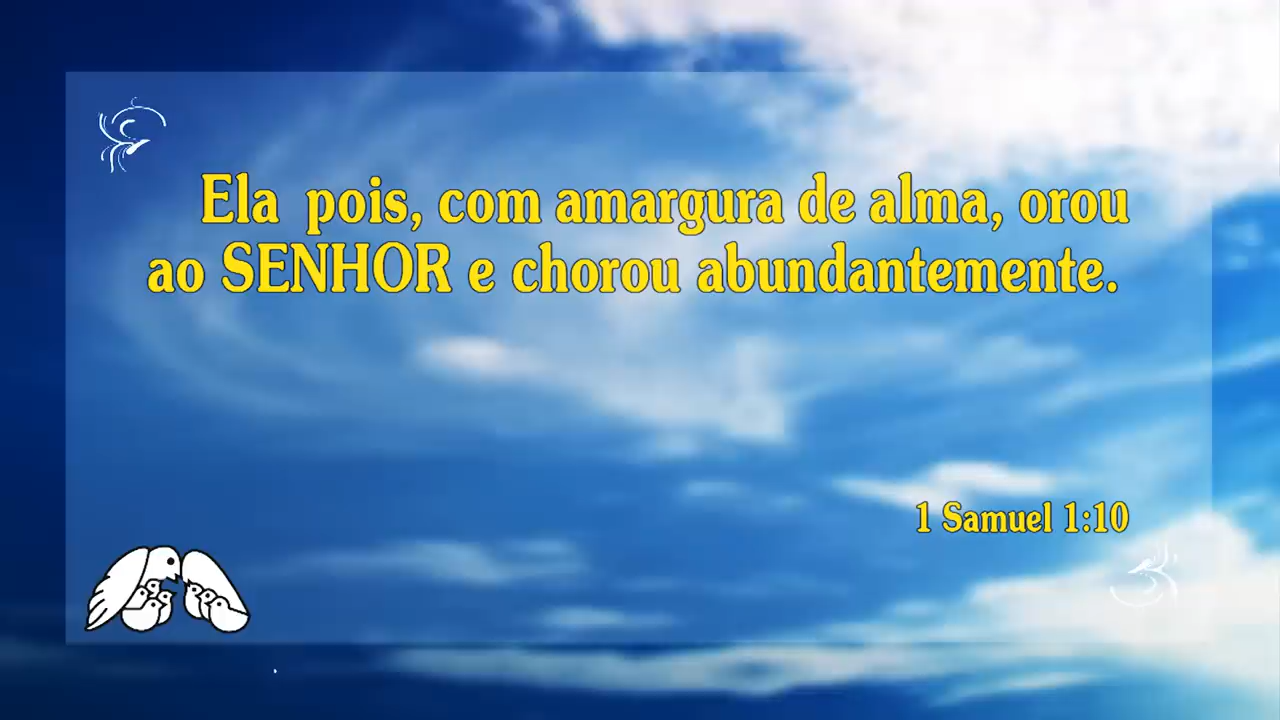 Ela pois, com amargura de alma, orou
ao SENHOR e chorou abundantemente.
1 Samuel 1:10